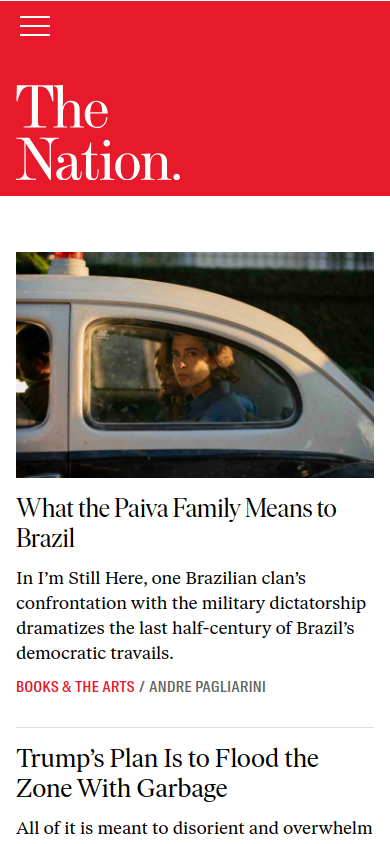 The
Nation.
What the Paiva Family Means to
Brazil
In I’m Still Here, one Brazilian clan’s
confrontation with the military dictatorship
dramatizes the last half-century of Brazil’s
democratic travails.
BOOKS & THE ARTS / ANDRE PAGLIARINI
Trump’s Plan Is to Flood the
Zone With Garbage
All of it is meant to disorient and overwhelm